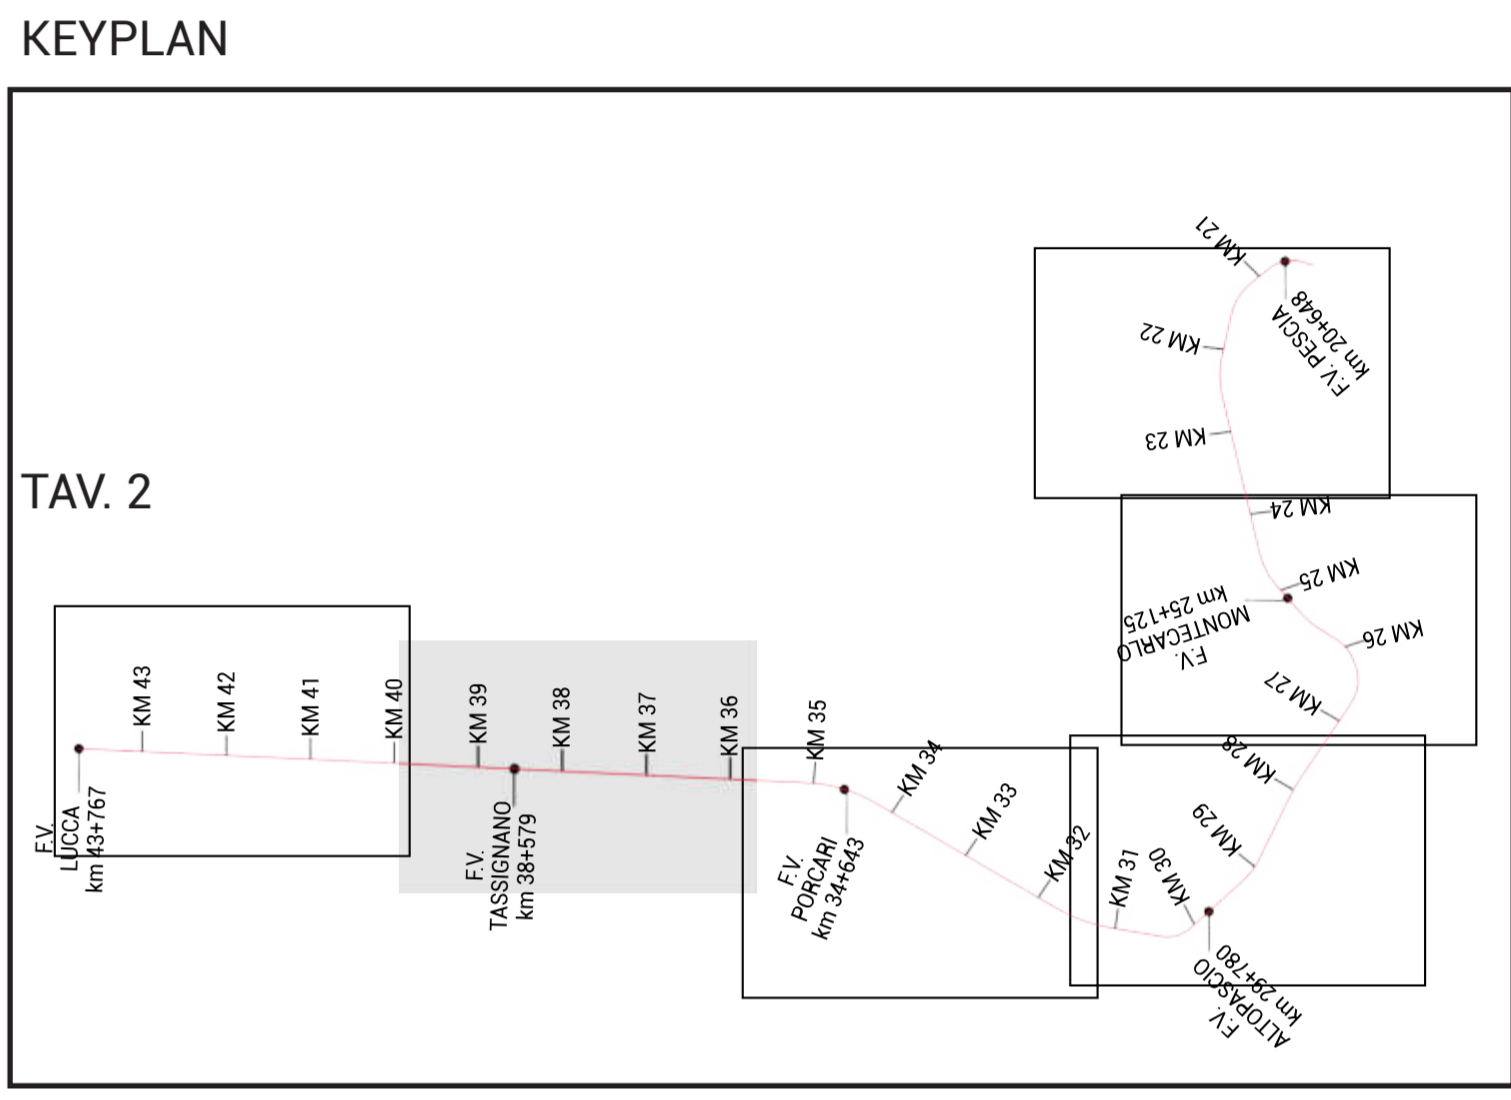 KEYPLAN
TAV. 2
KM 21
F.V. PESCIA
km 20+648
KM 22
KM 23
KM 24
KM 25
F.V.
MONTECARLO
km 25+125
KM 26
KM 27
KM 28
KM 29
KM 30
F.V.
ALTOPASCIO
km 29+780
KM 31
KM 32
KM 33
KM 34
KM 35
F.V.
PORCARI
km 34+643
KM 36
KM 37
KM 38
KM 39
F.V.
TASSIGNANO
km 38+579
KM 40
KM 41
KM 42
KM 43
F.V.
LUCCA
km 43+767